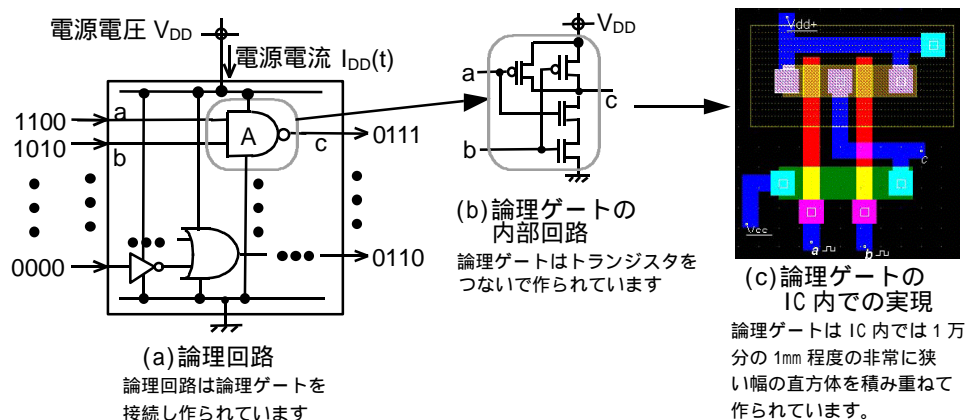 電源電圧 VDD
電源電流 IDD(t)
1100
a
A
c
0111
1010
b
0000
0110
(a)論理回路
論理回路は論理ゲートを
接続し作られています
VDD
a
c
b
(b)論理ゲートの
内部回路
論理ゲートはトランジスタを
つないで作られています
Vdd+
c
Vss
a
b
(c)論理ゲートの
IC 内での実現
論理ゲートは IC 内では 1 万
分の 1mm 程度の非常に狭
い幅の直方体を積み重ねて
作られています。